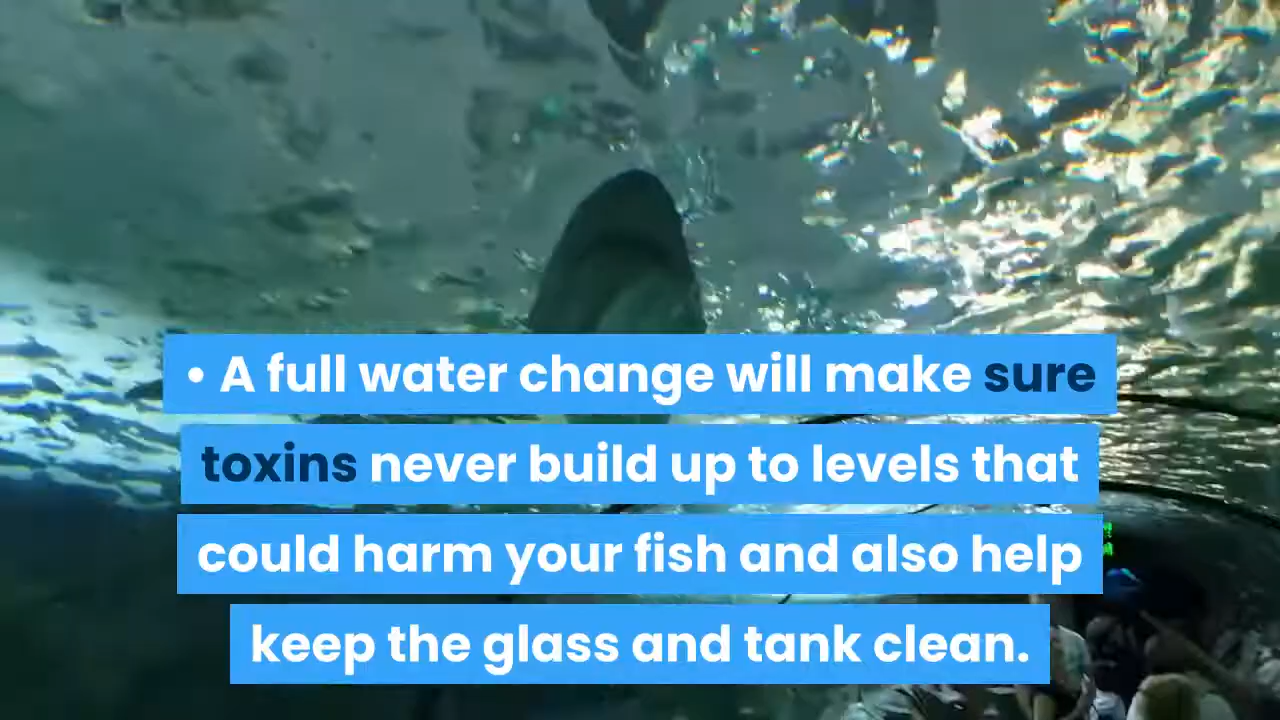 • A full water change will make sure
toxins never build up to levels that
could harm your fish and also help
keep the glass and tank clean.